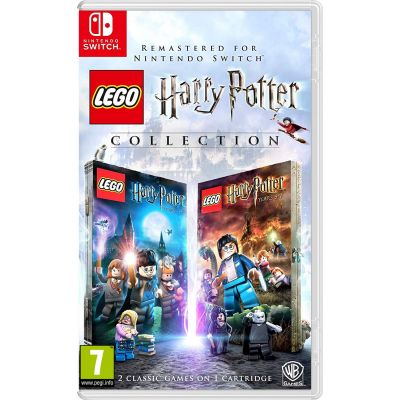 NINTENDO
SWITCH™
REMASTERED FOR
NINTENDO SWITCH
LEGO
Harry Potter
COLLECTION
LEGO
Harry Potter
LEGO
Harry Potter
7
www.pegi.info
2 CLASSIC GAMES ON 1 CARTRIDGE
WB
GAMES